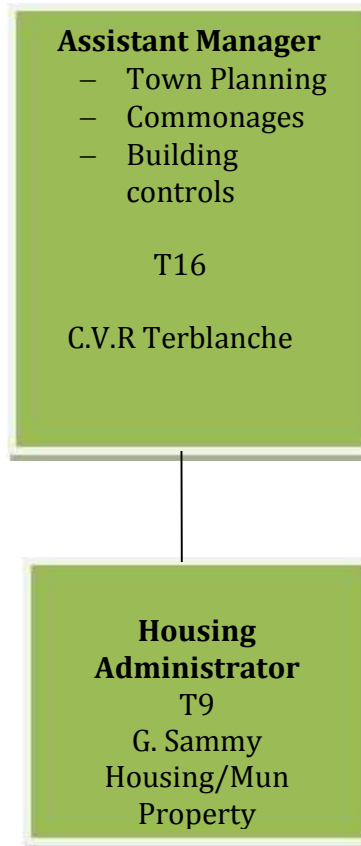 Assistant Manager
– Town Planning
– Commonages
– Building
controls
T16
C.V.R Terblanche
Housing
Administrator
T9
G. Sammy
Housing/Mun
Property